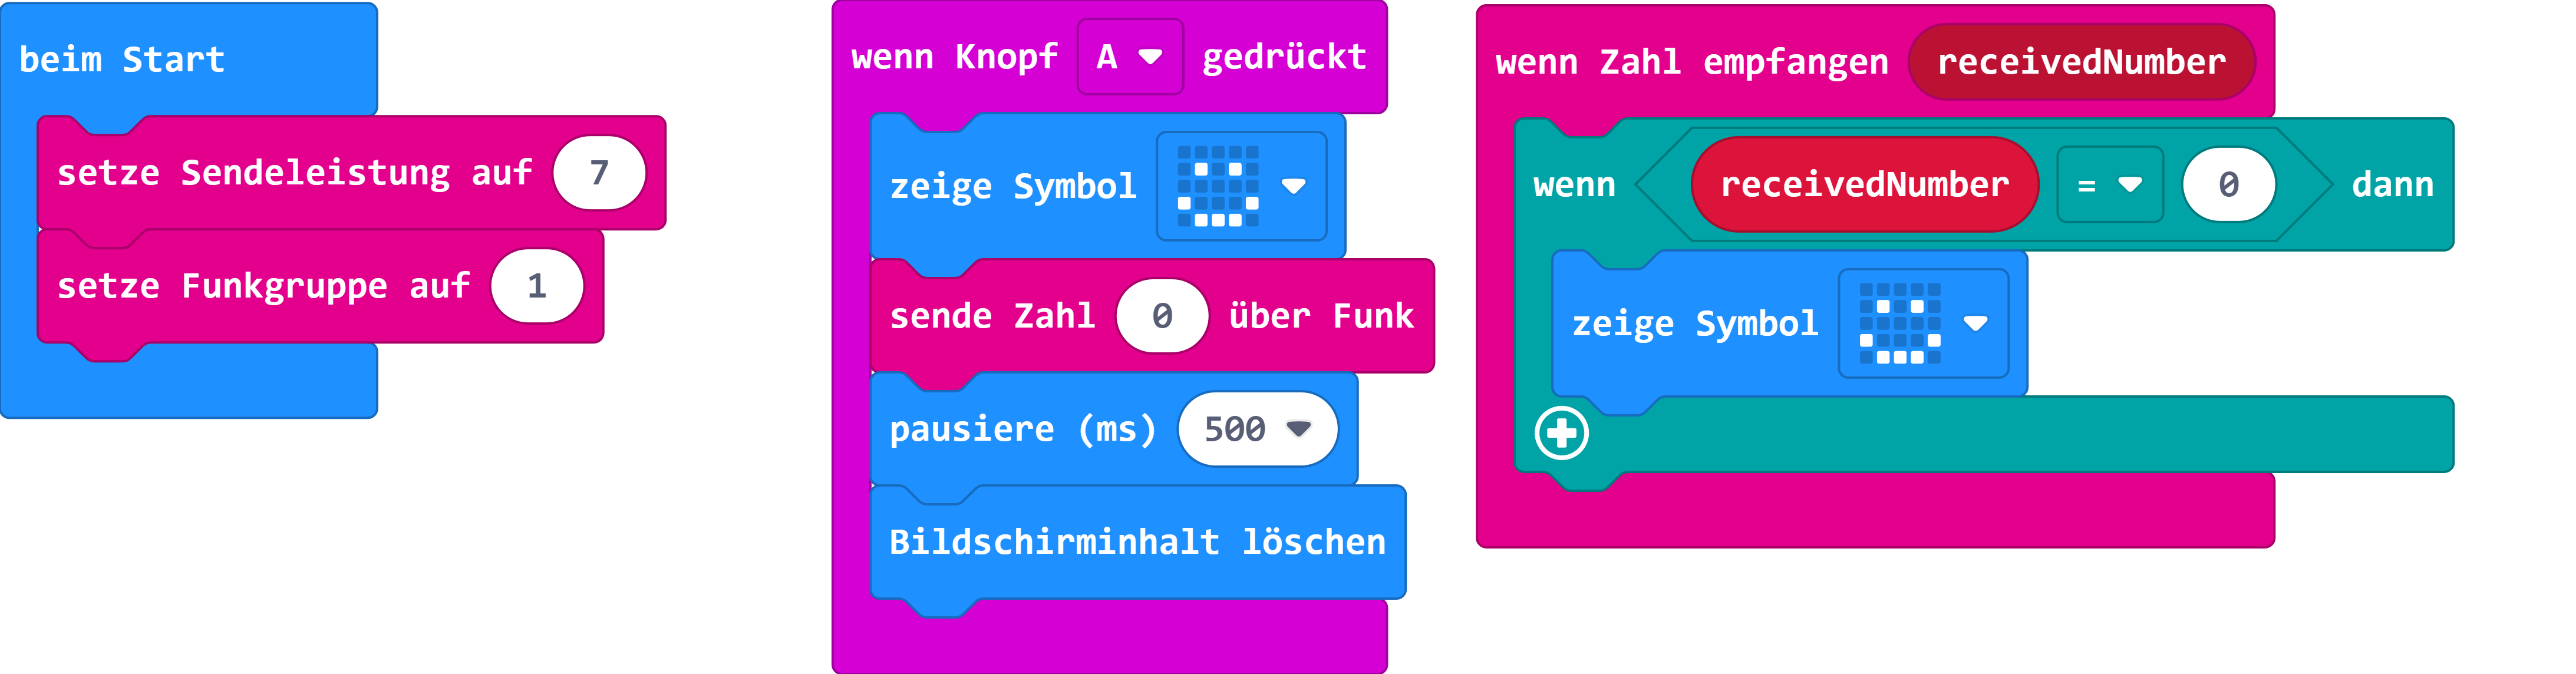 beim Start
setze Sendeleistung auf 7
setze Funkgruppe auf 1
wenn Knopf A gedrückt
zeige Symbol
sende Zahl 0 über Funk
pausiere (ms) 500
Bildschirminhalt löschen
wenn Zahl empfangen receivedNumber
wenn receivedNumber = 0 dann
zeige Symbol